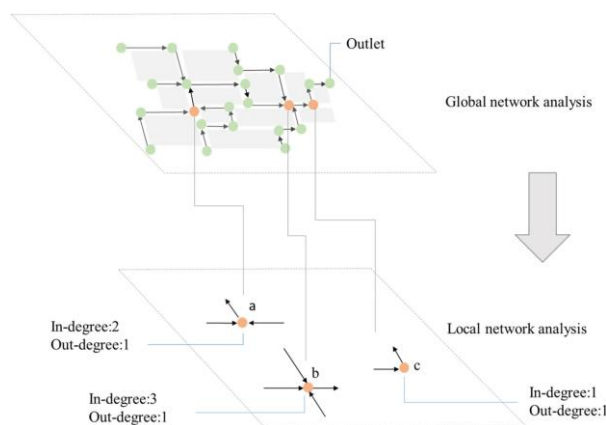 Outlet
Global network analysis
a
In-degree:2
Out-degree:1
Local network analysis
b
c
In-degree:3
Out-degree:1
In-degree:1
Out-degree:1